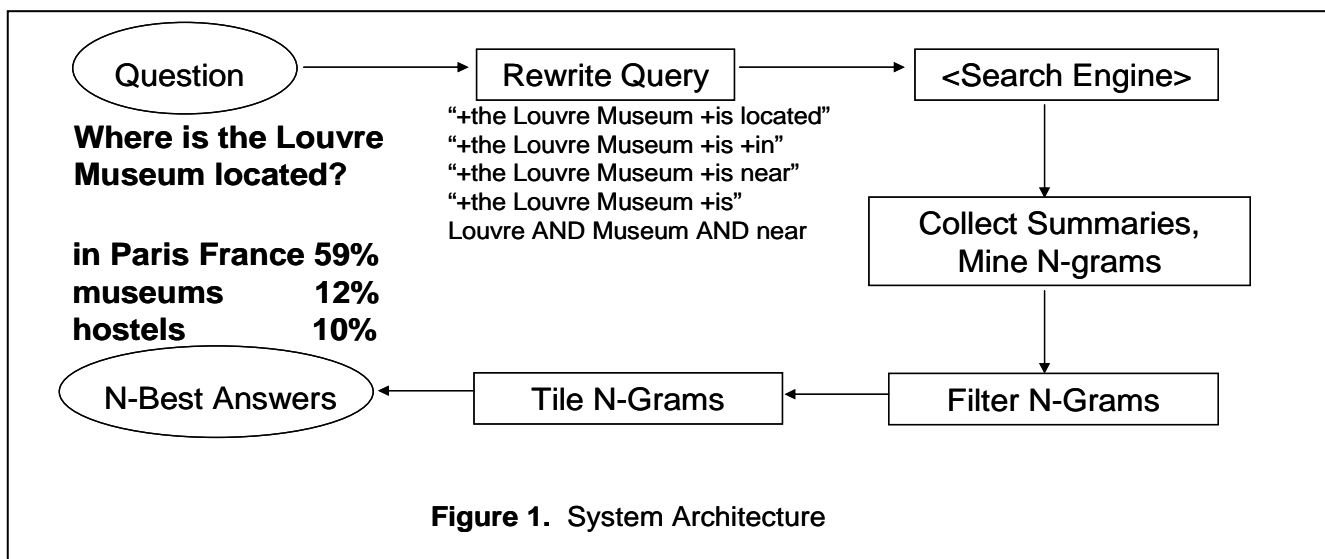 Question
Rewrite Query
<Search Engine>
Where is the Louvre
Museum located?
“+the Louvre Museum +is located”
“+the Louvre Museum +is +in”
“+the Louvre Museum +is near”
“+the Louvre Museum +is”
Louvre AND Museum AND near
Collect Summaries,
Mine N-grams
in Paris France 59%
museums 12%
hostels 10%
N-Best Answers
Tile N-Grams
Filter N-Grams
Figure 1. System Architecture